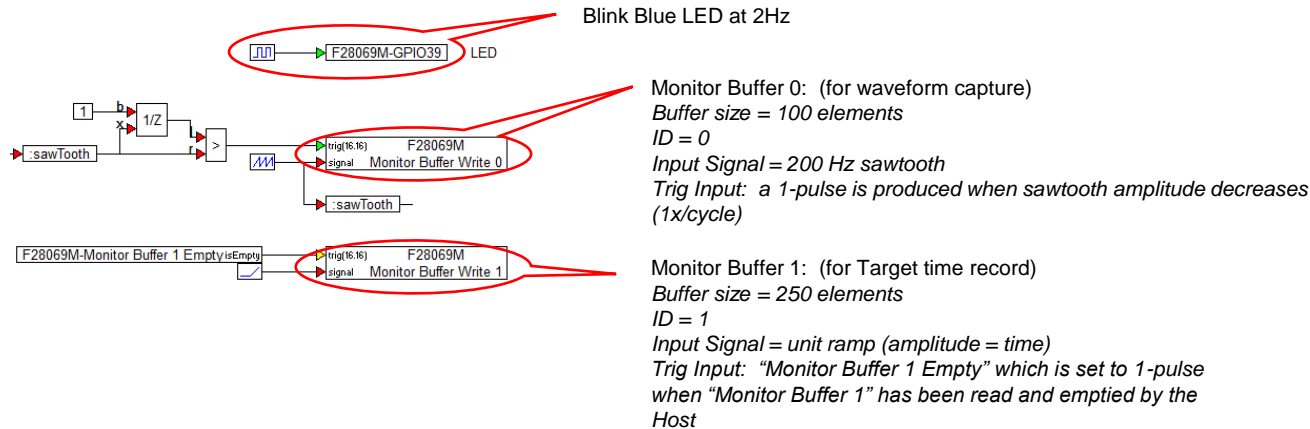 Blink Blue LED at 2Hz
F28069M-GPIO39 LED
Monitor Buffer 0: (for waveform capture)
Buffer size = 100 elements
ID = 0
Input Signal = 200 Hz sawtooth
Trig Input: a 1-pulse is produced when sawtooth amplitude decreases
(1x/cycle)
1
b
x
1/Z
l
r
>
:sawTooth
trig(16.16) F28069M
signal Monitor Buffer Write 0
:sawTooth
F28069M-Monitor Buffer 1 Empty isEmpty
trig(16.16) F28069M
signal Monitor Buffer Write 1
Monitor Buffer 1: (for Target time record)
Buffer size = 250 elements
ID = 1
Input Signal = unit ramp (amplitude = time)
Trig Input: “Monitor Buffer 1 Empty” which is set to 1-pulse
when “Monitor Buffer 1” has been read and emptied by the
Host